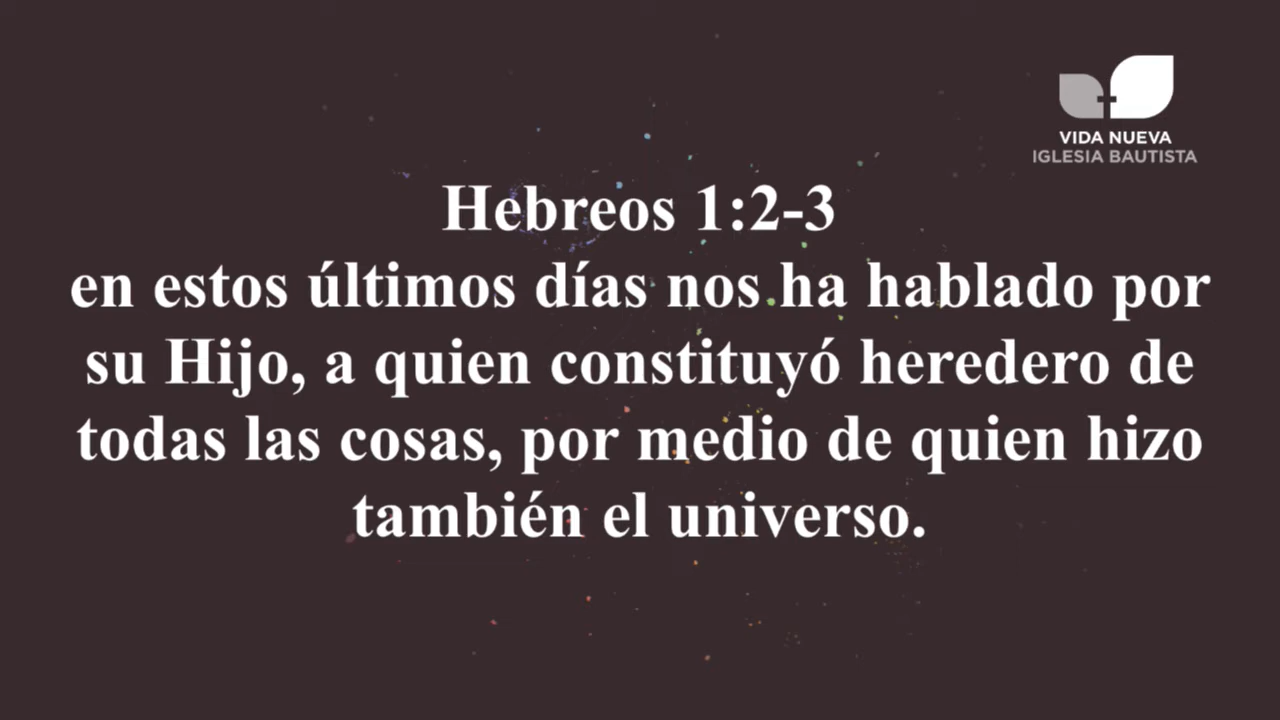 VIDA NUEVA
IGLESIA BAUTISTA
Hebreos 1:2-3
en estos últimos días nos ha hablado por
su Hijo, a quien constituyó heredero de
todas las cosas, por medio de quien hizo
también el universo.